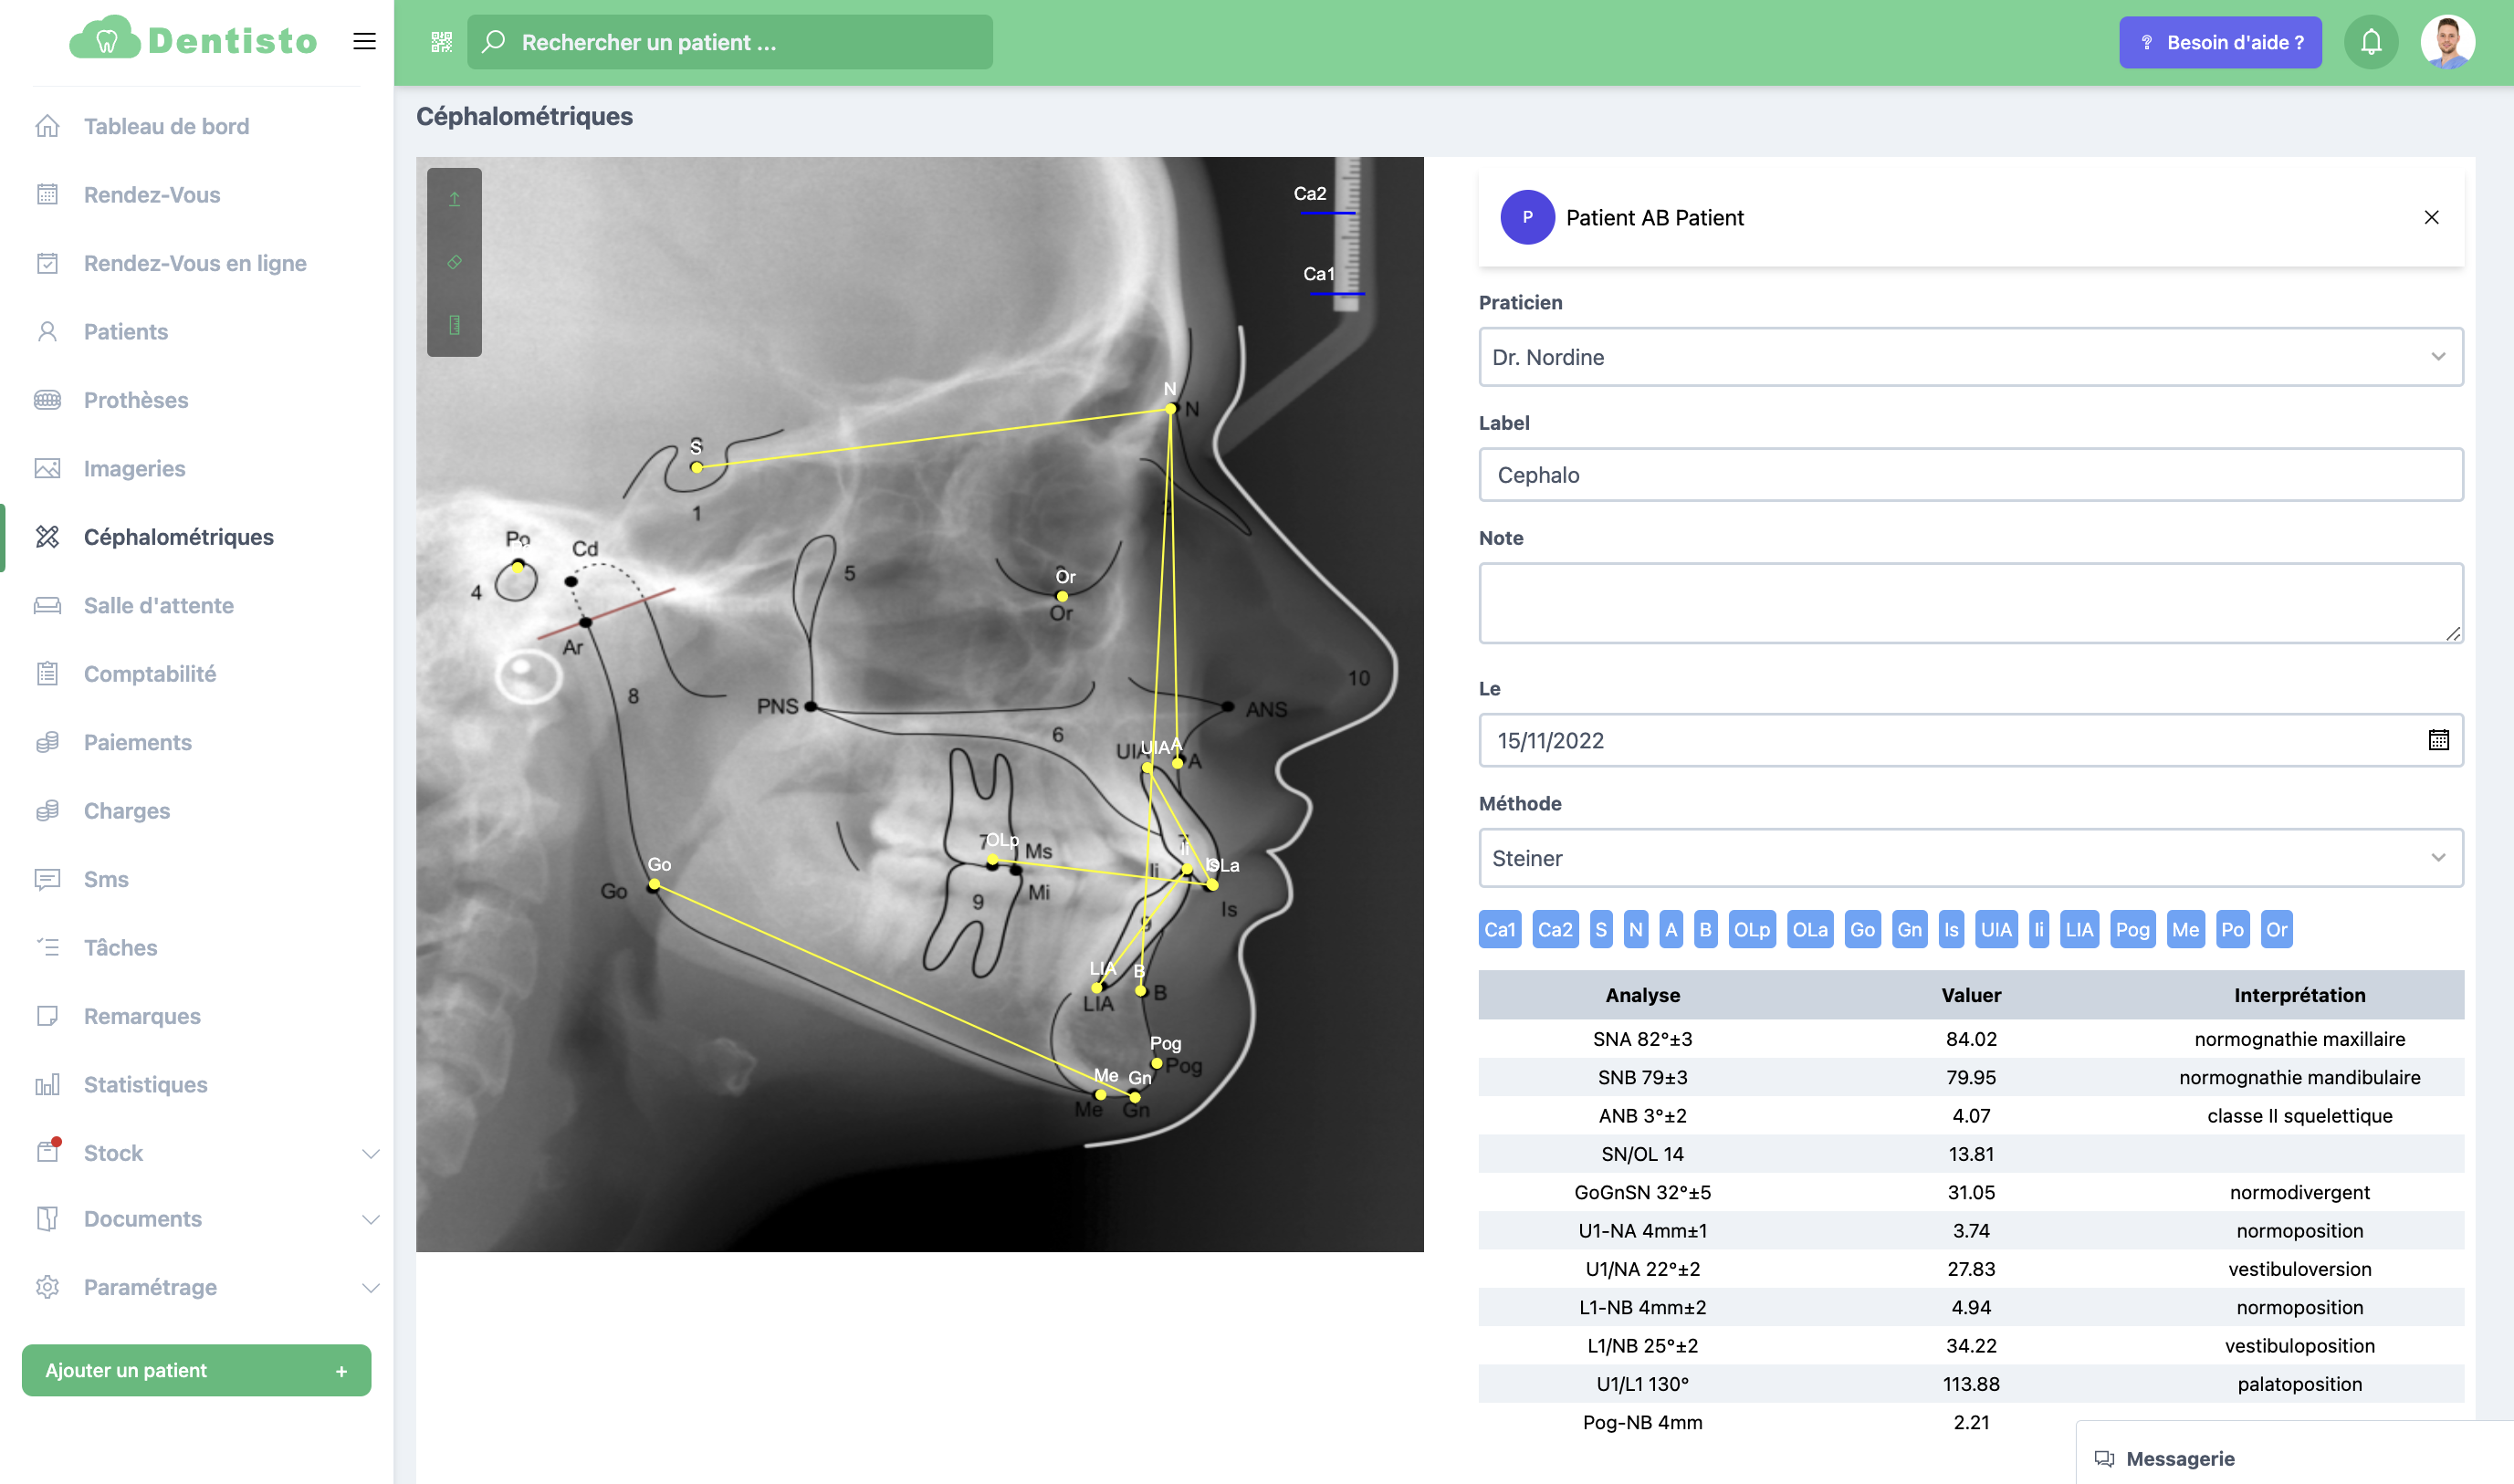 Dentisto
Rechercher un patient ...
? Besoin d'aide ?
Tableau de bord
Rendez-Vous
Rendez-Vous en ligne
Patients
Prothèses
Imageries
Céphalométriques
Salle d'attente
Comptabilité
Paiements
Charges
Sms
Tâches
Remarques
Statistiques
Stock
Documents
Paramétrage
Ajouter un patient +
Céphalométriques
Ca2
Ca1
N
N
S
1
2
Po
Cd
4
5
Or
Or
Ar
8
10
PNS
ANS
6
UIA
UIA
A
A
7
OLp
Ms
7
Ii
Ii
OLa
Go
Go
Mi
9
Is
9
LIA
B
LIA
B
Pog
Pog
Me
Gn
Me
Gn
P
Patient AB Patient
Praticien
Dr. Nordine
Label
Cephalo
Note
Le
15/11/2022
Méthode
Steiner
Ca1 Ca2 S N A B OLp OLa Go Gn Is UIA Ii LIA Pog Me Po Or
Analyse Valuer Interprétation
SNA 82°±3 84.02 normognathie maxillaire
SNB 79±3 79.95 normognathie mandibulaire
ANB 3°±2 4.07 classe II squelettique
SN/OL 14 13.81
GoGnSN 32°±5 31.05 normodivergent
U1-NA 4mm±1 3.74 normoposition
U1/NA 22°±2 27.83 vestibuloversion
L1-NB 4mm±2 4.94 normoposition
L1/NB 25°±2 34.22 vestibuloposition
U1/L1 130° 113.88 palatoposition
Pog-NB 4mm 2.21
Messagerie